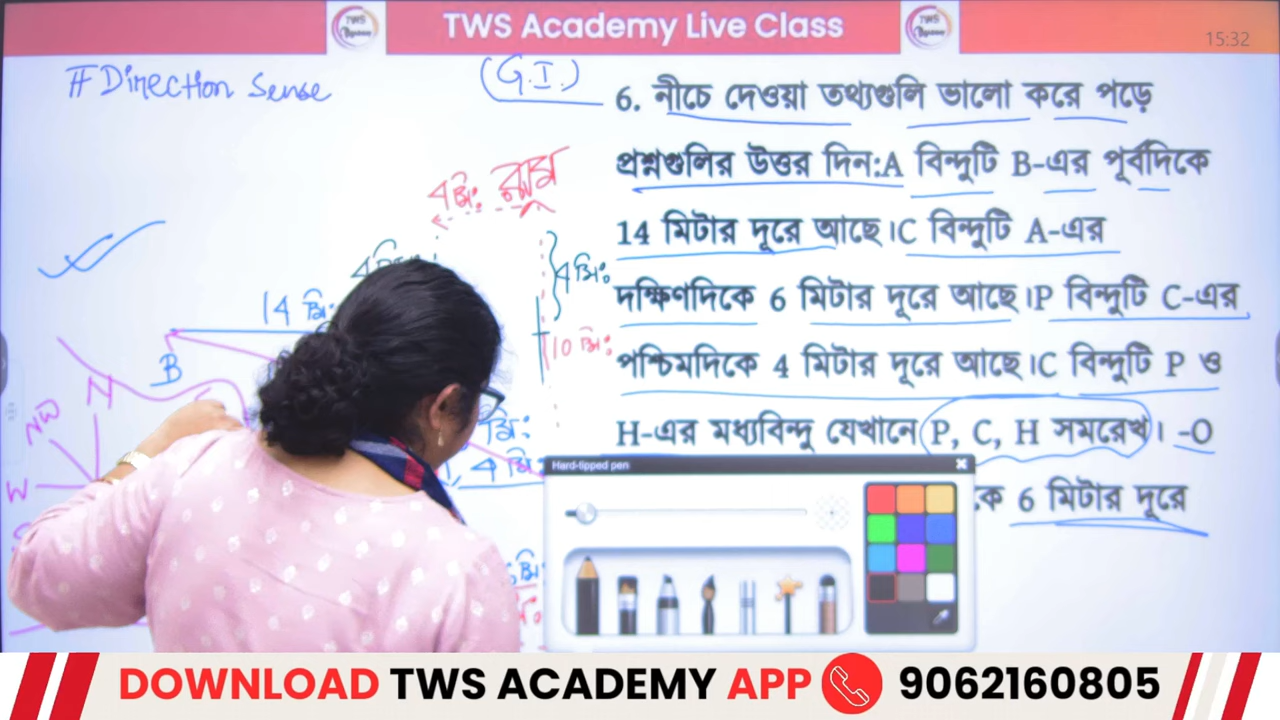 TWS Academy Live Class
15:32
# Direction Sense
(G.I.)
6. নীচে দেওয়া তথ্যগুলি ভালো করে পড়ে
প্রশ্নগুলির উত্তর দিন:A বিন্দুটি B-এর পূর্বদিকে
14 মিটার দূরে আছে।C বিন্দুটি A-এর
দক্ষিণদিকে 6 মিটার দূরে আছে।P বিন্দুটি C-এর
পশ্চিমদিকে 4 মিটার দূরে আছে।C বিন্দুটি P ও
H-এর মধ্যবিন্দু যেখানে P, C, H সমরেখ। -O
কে 6 মিটার দূরে
4 মি:
14 মি:
10 মি:
B
N
NW
W
4 মি:
Hard-tipped pen
DOWNLOAD TWS ACADEMY APP 9062160805